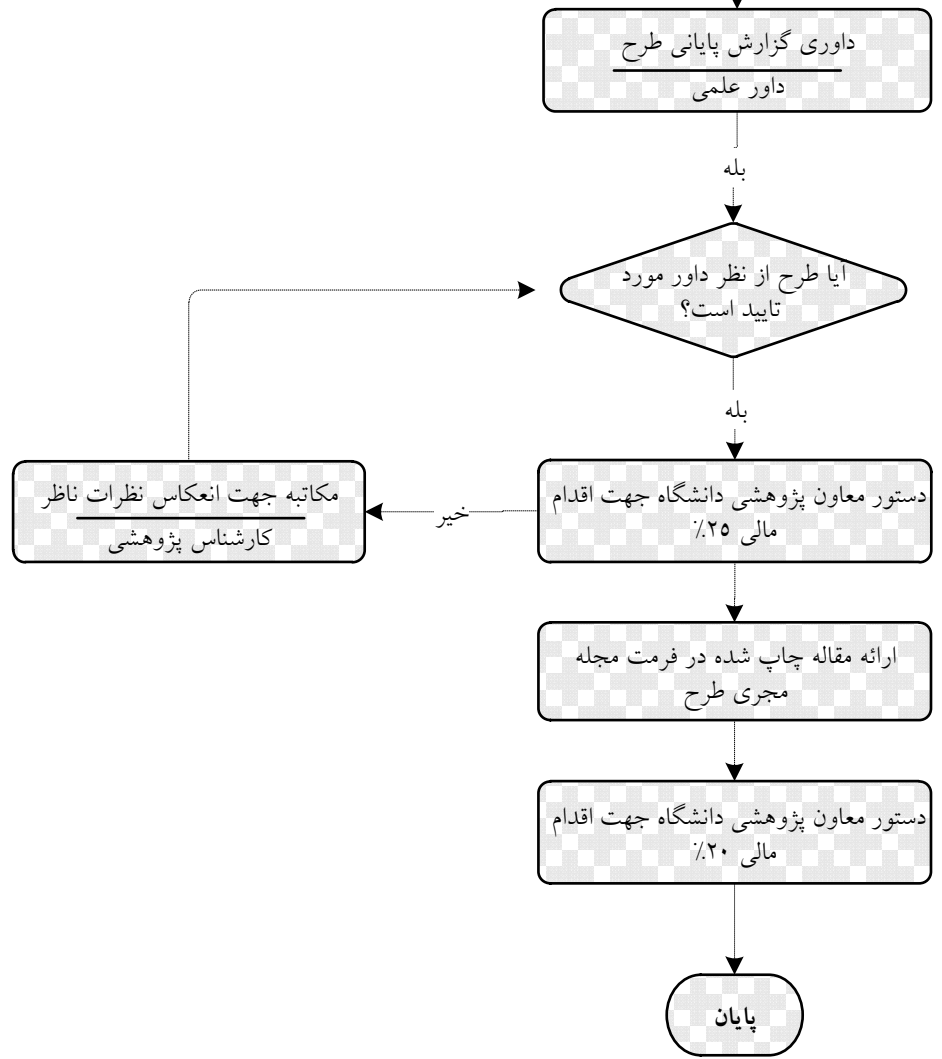 داوری گزارش پایانی طرح
داور علمی
بله
آیا طرح از نظر داور مورد
تایید است؟
بله
دستور معاون پژوهشی دانشگاه جهت اقدام
مالی ۲۵٪
خیر
مکاتبه جهت انعکاس نظرات ناظر
کارشناس پژوهشی
ارائه مقاله چاپ شده در فرمت مجله
مجری طرح
دستور معاون پژوهشی دانشگاه جهت اقدام
مالی ۲۰٪
پایان